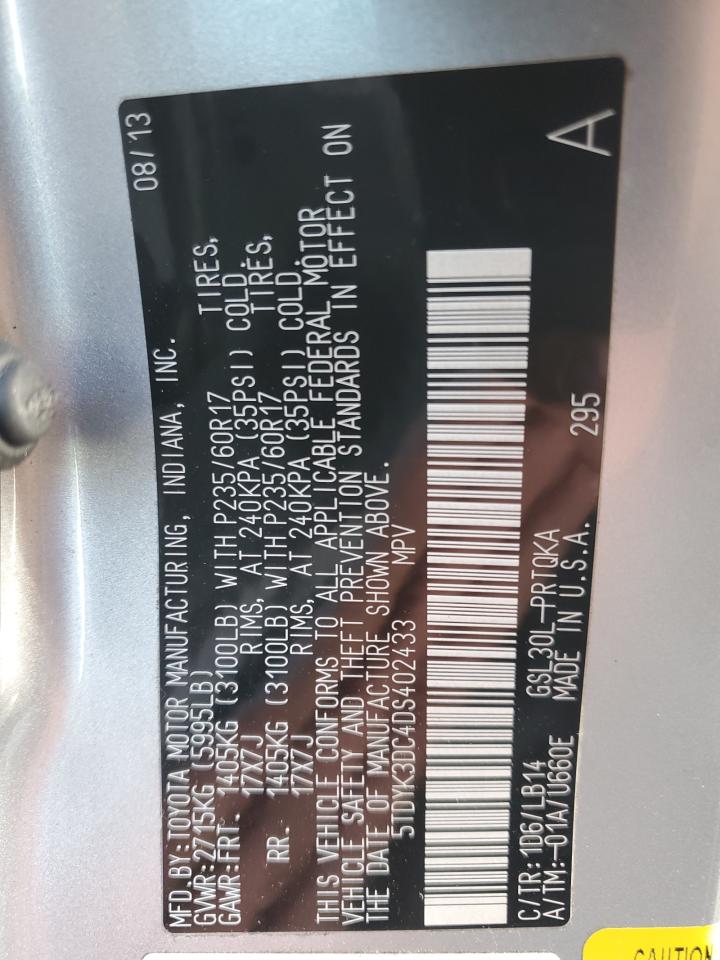 MFD.BY:TOYOTA MOTOR MANUFACTURING, INDIANA, INC. 08/13
GVWR:2715KG (5995LB)
GAWR:FRT. 1405KG (3100LB) WITH P235/60R17 TIRES,
17X7J RIMS, AT 240KPA (35PSI) COLD.
RR. 1405KG (3100LB) WITH P235/60R17 TIRES,
17X7J RIMS, AT 240KPA (35PSI) COLD.
THIS VEHICLE CONFORMS TO ALL APPLICABLE FEDERAL MOTOR
VEHICLE SAFETY AND THEFT PREVENTION STANDARDS IN EFFECT ON
THE DATE OF MANUFACTURE SHOWN ABOVE.
5TDYK3DC4DS402433 MPV
C/TR:1D6/LB14 GSL30L-PRTQKA
A/TM:-01A/U660E MADE IN U.S.A. 295 A
CAUTION